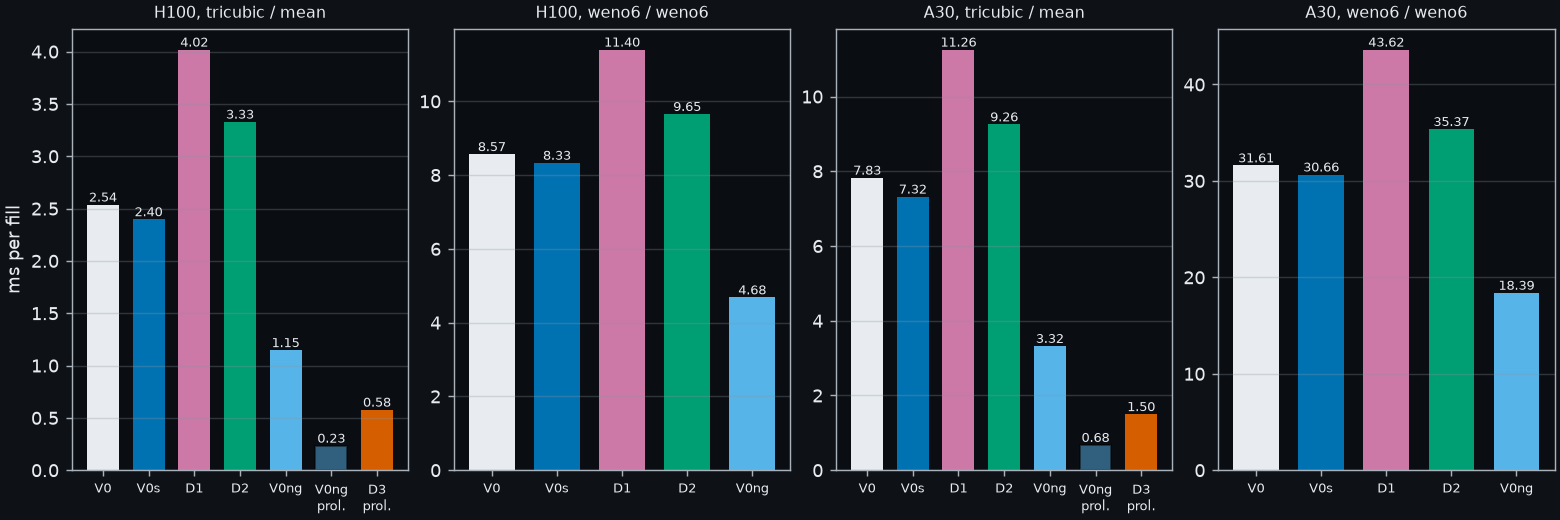 H100, tricubic / mean
ms per fill
4.0
3.5
3.0
2.5
2.0
1.5
1.0
0.5
0.0
2.54
2.40
4.02
3.33
1.15
0.23
0.58
V0
V0s
D1
D2
V0ng
V0ng
prol.
D3
prol.
H100, weno6 / weno6
10
8
6
4
2
0
8.57
8.33
11.40
9.65
4.68
V0
V0s
D1
D2
V0ng
A30, tricubic / mean
10
8
6
4
2
0
7.83
7.32
11.26
9.26
3.32
0.68
1.50
V0
V0s
D1
D2
V0ng
V0ng
prol.
D3
prol.
A30, weno6 / weno6
40
30
20
10
0
31.61
30.66
43.62
35.37
18.39
V0
V0s
D1
D2
V0ng